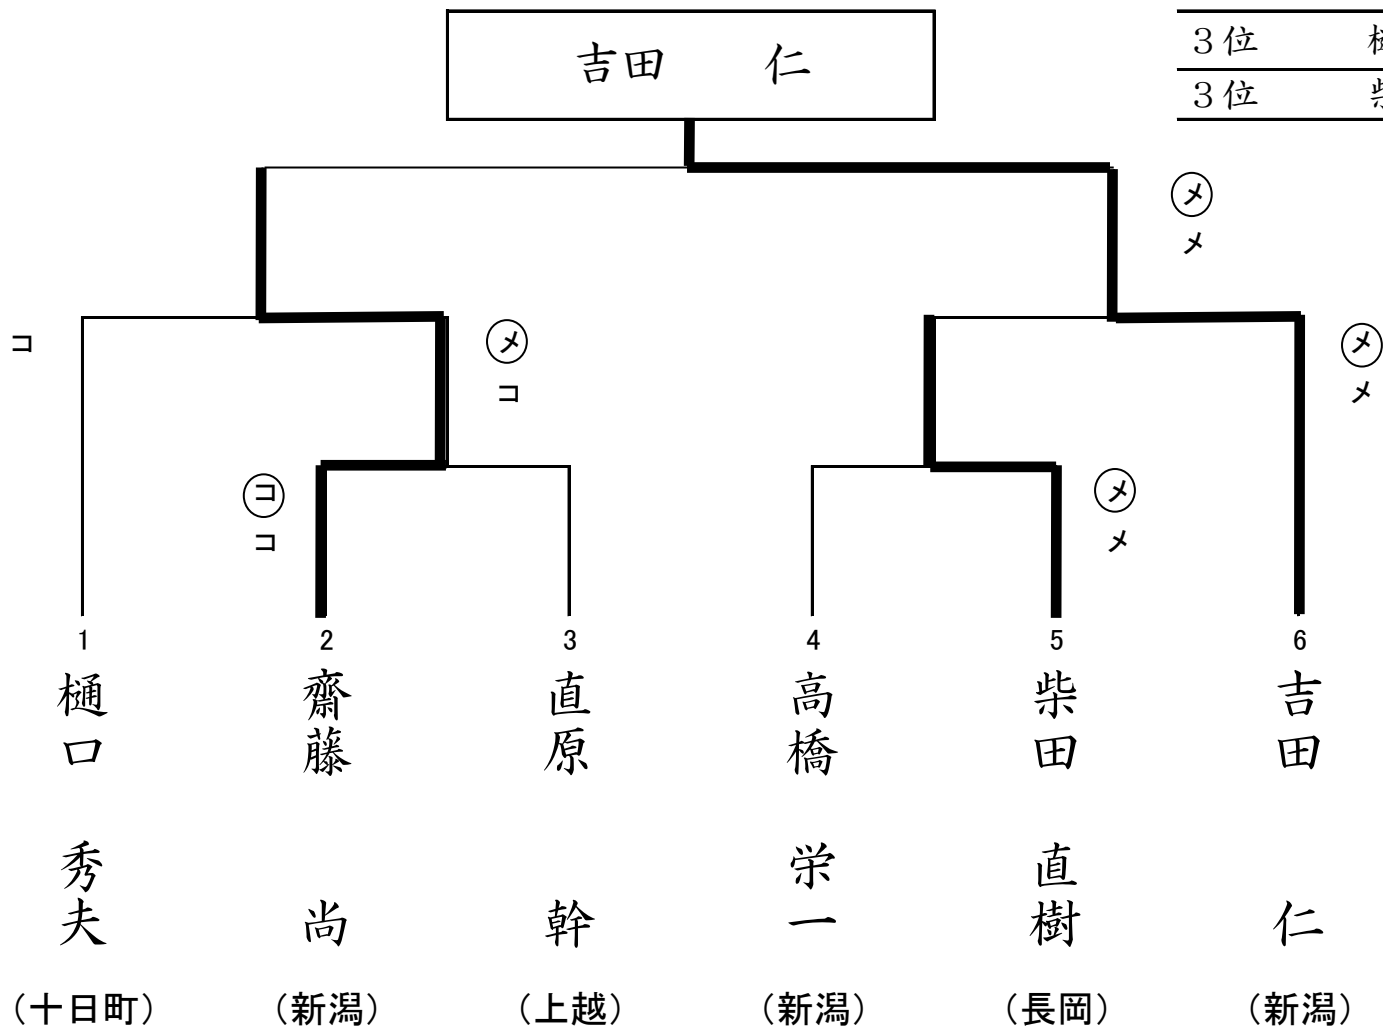 吉田 仁
３位
３位
メ
メ
コ
メ
コ
メ
メ
コ
コ
メ
メ
1
2
3
4
5
6
樋口 秀夫
齋藤 尚
直原 幹
高橋 栄一
柴田 直樹
吉田 仁
（十日町）
（新潟）
（上越）
（新潟）
（長岡）
（新潟）